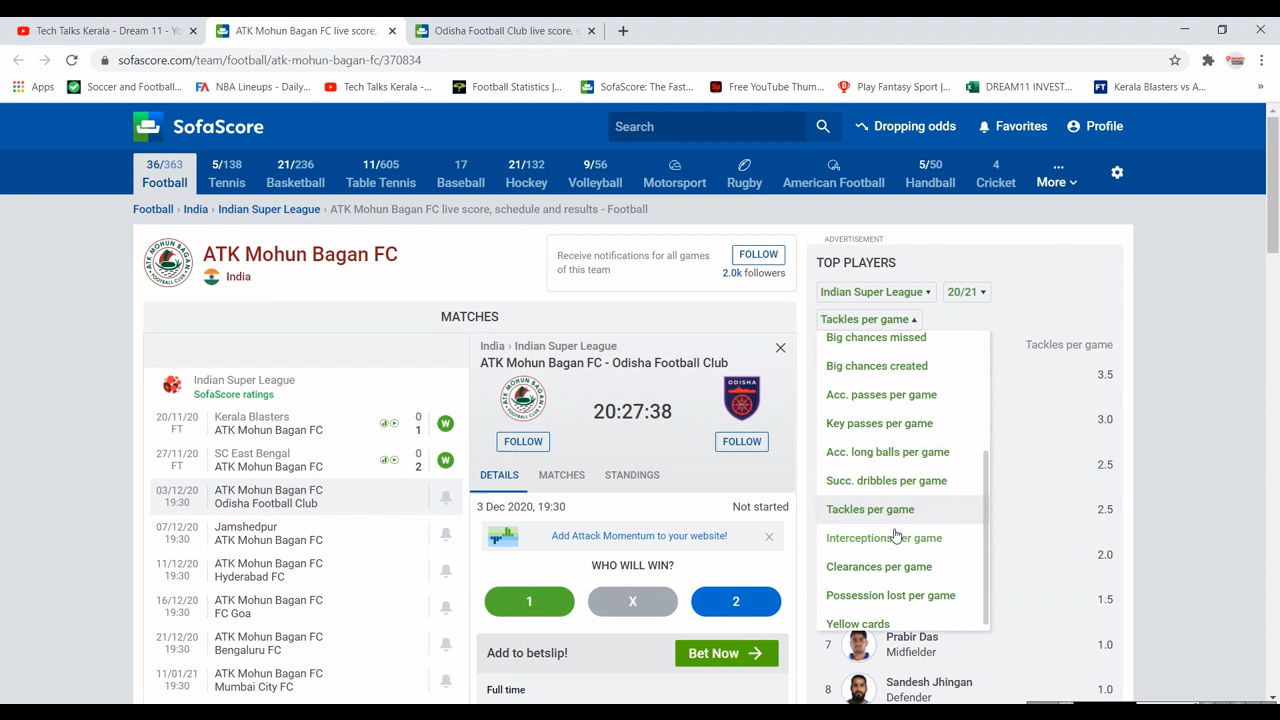 Tech Talks Kerala - Dream 11 - Yo
ATK Mohun Bagan FC live score,
Odisha Football Club live score, s
sofascore.com/team/football/atk-mohun-bagan-fc/370834
Apps
Soccer and Football...
NBA Lineups - Daily...
Tech Talks Kerala -...
Football Statistics |...
SofaScore: The Fast...
Free YouTube Thum...
Play Fantasy Sport |...
DREAM11 INVEST...
Kerala Blasters vs A...
»
SofaScore
Search
Dropping odds
Favorites
Profile
36/363 5/138 21/236 11/605 17 21/132 9/56 5/50 4 ...
Football Tennis Basketball Table Tennis Baseball Hockey Volleyball Motorsport Rugby American Football Handball Cricket More
Football › India › Indian Super League › ATK Mohun Bagan FC live score, schedule and results - Football
ATK Mohun Bagan FC
India
Receive notifications for all games
of this team
FOLLOW
2.0k followers
MATCHES
Indian Super League
SofaScore ratings
20/11/20 Kerala Blasters 0
FT ATK Mohun Bagan FC 1 W
27/11/20 SC East Bengal 0
FT ATK Mohun Bagan FC 2 W
03/12/20 ATK Mohun Bagan FC
19:30 Odisha Football Club
07/12/20 Jamshedpur
19:30 ATK Mohun Bagan FC
11/12/20 ATK Mohun Bagan FC
19:30 Hyderabad FC
16/12/20 ATK Mohun Bagan FC
19:30 FC Goa
21/12/20 ATK Mohun Bagan FC
19:30 Bengaluru FC
11/01/21 ATK Mohun Bagan FC
19:30 Mumbai City FC
India › Indian Super League
ATK Mohun Bagan FC - Odisha Football Club
ODISHA
20:27:38
FOLLOW FOLLOW
DETAILS MATCHES STANDINGS
3 Dec 2020, 19:30 Not started
Add Attack Momentum to your website!
WHO WILL WIN?
1 X 2
Add to betslip!
Bet Now
Full time
ADVERTISEMENT
TOP PLAYERS
Indian Super League 20/21
Tackles per game
Big chances missed
Big chances created
Acc. passes per game
Key passes per game
Acc. long balls per game
Succ. dribbles per game
Tackles per game
Interceptions per game
Clearances per game
Possession lost per game
Yellow cards
Tackles per game
3.5
3.0
2.5
2.5
2.0
1.5
7 Prabir Das 1.0
Midfielder
8 Sandesh Jhingan 1.0
Defender